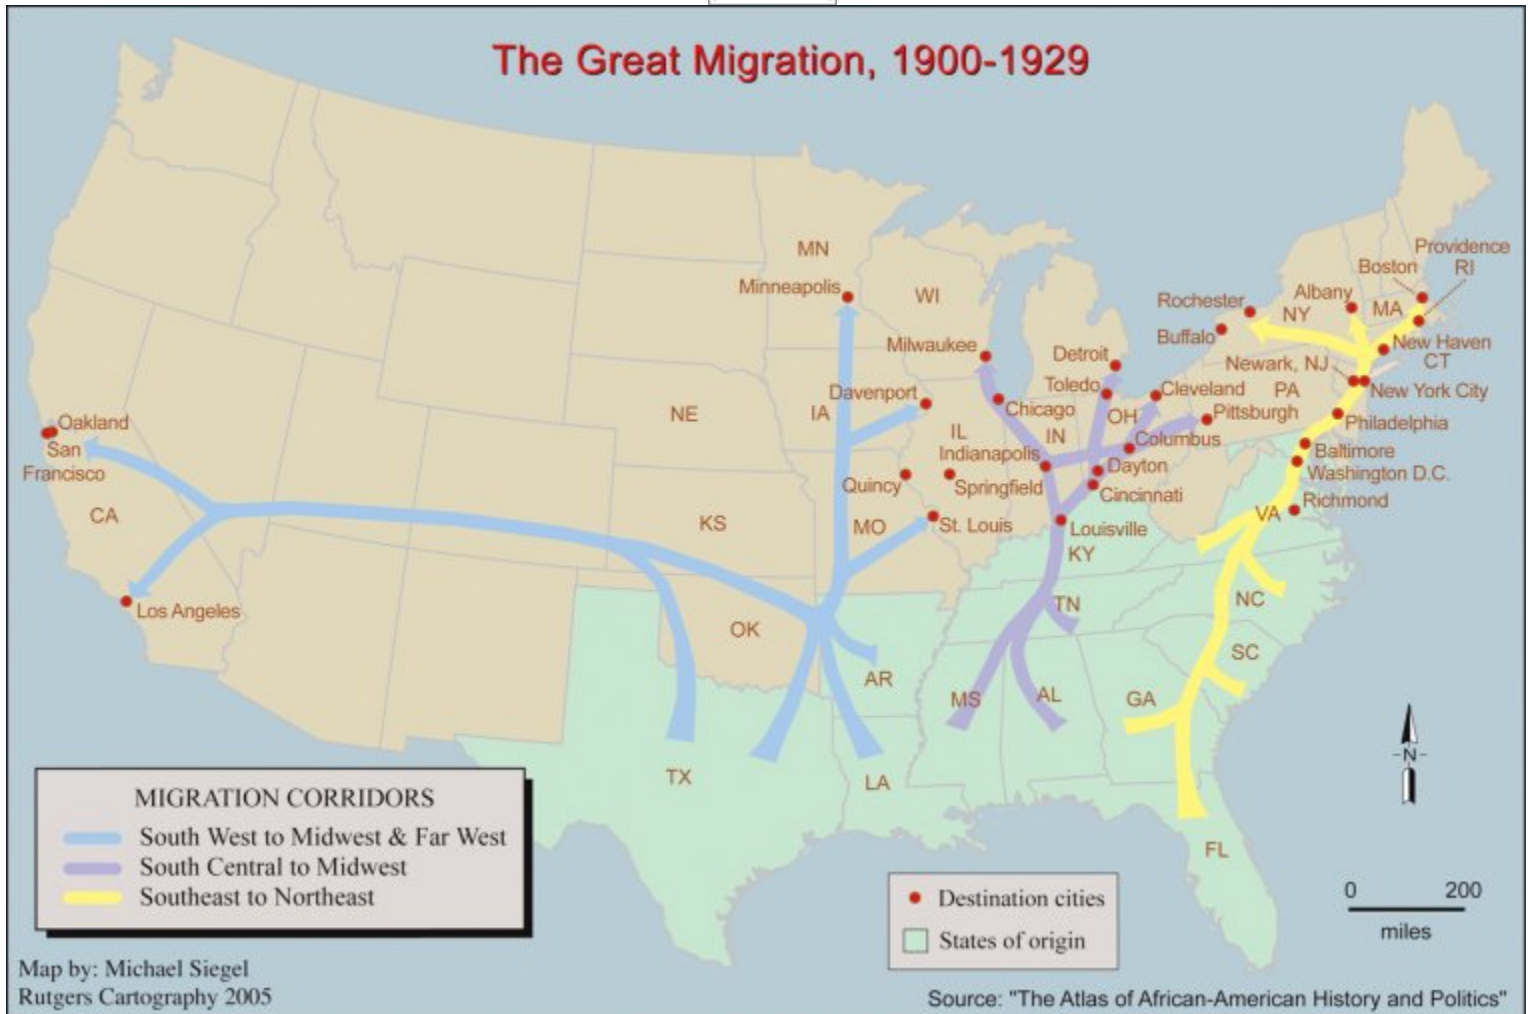 The Great Migration, 1900-1929
MN
Minneapolis
WI
Milwaukee
Detroit
Toledo
Davenport
Chicago
Cleveland
Rochester
Buffalo
Albany
NY
Boston
Providence
RI
MA
New Haven
CT
Newark, NJ
New York City
PA
Pittsburgh
Philadelphia
Baltimore
Washington D.C.
Richmond
VA
NE
IA
IL
IN
OH
Columbus
Indianapolis
Dayton
Cincinnati
Quincy
Springfield
St. Louis
MO
KS
Louisville
KY
Oakland
San
Francisco
CA
Los Angeles
OK
TN
NC
SC
AR
MS
AL
GA
TX
LA
FL
-N-
MIGRATION CORRIDORS
South West to Midwest & Far West
South Central to Midwest
Southeast to Northeast
Destination cities
States of origin
0 200
miles
Map by: Michael Siegel
Rutgers Cartography 2005
Source: "The Atlas of African-American History and Politics"